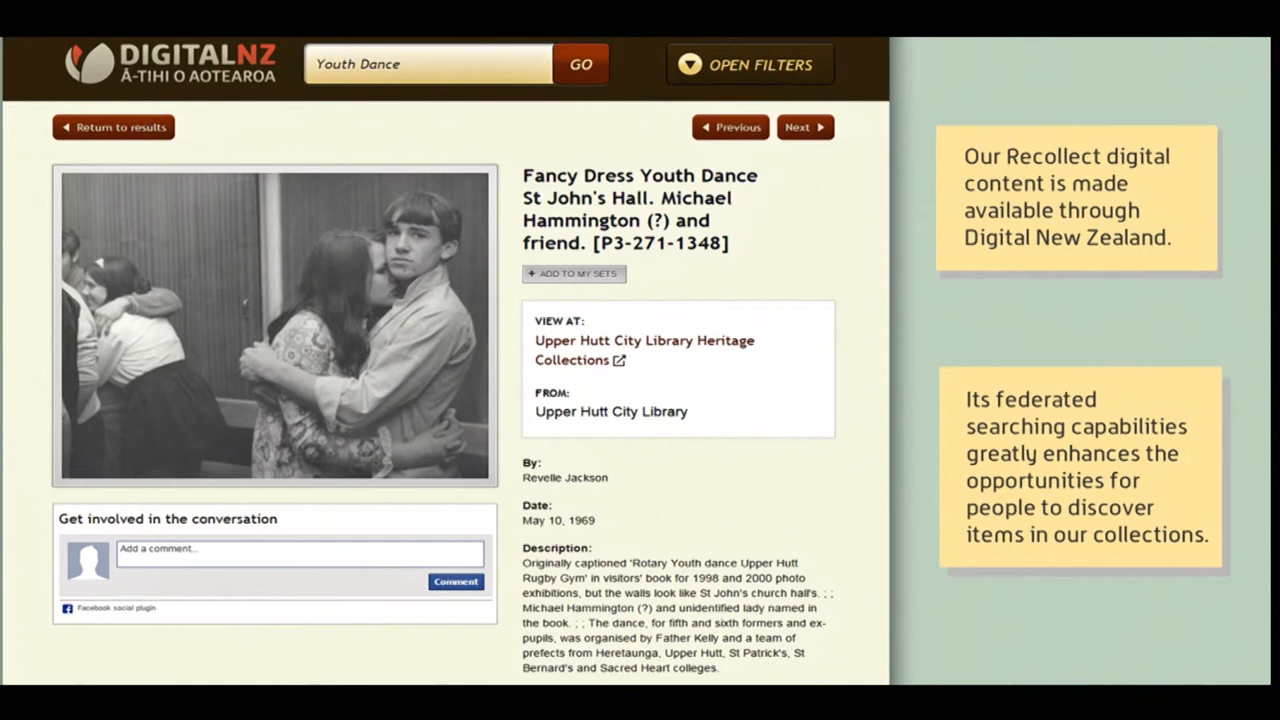 DIGITALNZ
Ā-TIHI O AOTEAROA
Youth Dance
GO
OPEN FILTERS
Return to results
Previous
Next
Fancy Dress Youth Dance
St John's Hall. Michael
Hammington (?) and
friend. [P3-271-1348]
+ ADD TO MY SETS
VIEW AT:
Upper Hutt City Library Heritage
Collections
FROM:
Upper Hutt City Library
By:
Revelle Jackson
Date:
May 10, 1969
Description:
Originally captioned 'Rotary Youth dance Upper Hutt
Rugby Gym' in visitors' book for 1998 and 2000 photo
exhibitions, but the walls look like St John's church hall's. ; ;
Michael Hammington (?) and unidentified lady named in
the book. ; ; The dance, for fifth and sixth formers and ex-
pupils, was organised by Father Kelly and a team of
prefects from Heretaunga, Upper Hutt, St Patrick's, St
Bernard's and Sacred Heart colleges.
Get involved in the conversation
Add a comment...
Comment
Facebook social plugin
Our Recollect digital
content is made
available through
Digital New Zealand.
Its federated
searching capabilities
greatly enhances the
opportunities for
people to discover
items in our collections.